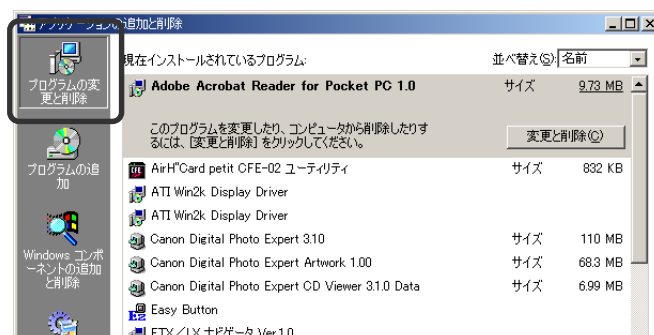 アプリケーションの追加と削除
プログラムの変
更と削除
プログラムの追
加
Windows コンポ
ーネントの追加
と削除
現在インストールされているプログラム:
並べ替え(S):
名前
Adobe Acrobat Reader for Pocket PC 1.0
サイズ
9.73 MB
このプログラムを変更したり、コンピュータから削除したりす
るには、[変更と削除] をクリックしてください。
変更と削除(C)
AirH"Card petit CFE-02 ユーティリティ
サイズ
832 KB
ATI Win2k Display Driver
ATI Win2k Display Driver
Canon Digital Photo Expert 3.10
サイズ
110 MB
Canon Digital Photo Expert Artwork 1.00
サイズ
68.3 MB
Canon Digital Photo Expert CD Viewer 3.1.0 Data
サイズ
6.99 MB
Easy Button